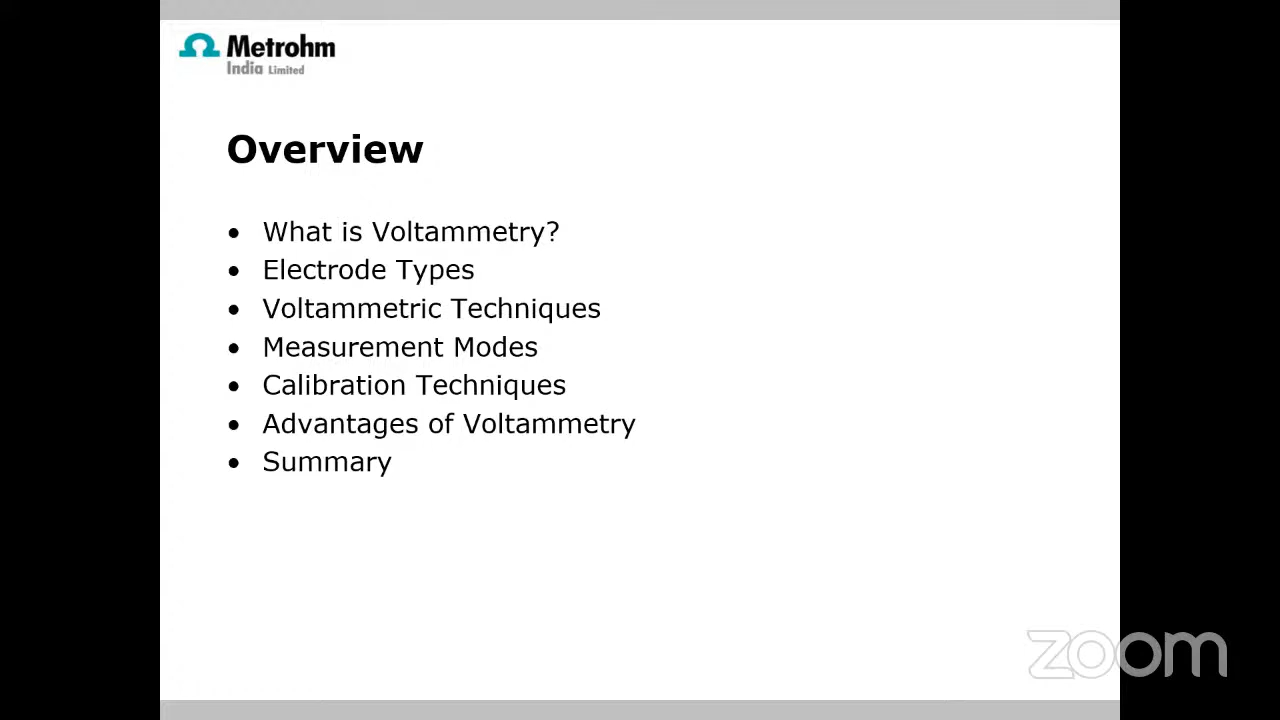 Metrohm
India Limited
Overview
• What is Voltammetry?
• Electrode Types
• Voltammetric Techniques
• Measurement Modes
• Calibration Techniques
• Advantages of Voltammetry
• Summary
zoom